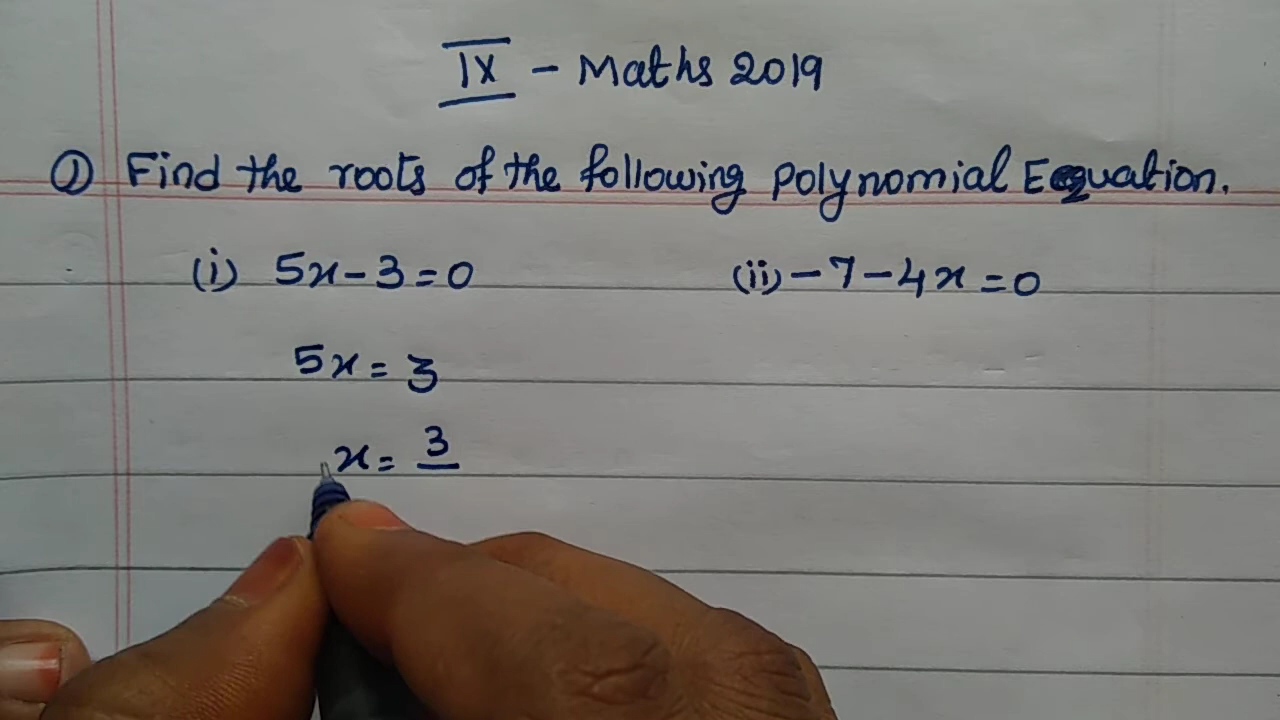 IX - Maths 2019
① Find the roots of the following polynomial Equation.
(i) 5x-3=0 (ii) -7-4x=0
5x = 3
x = 3